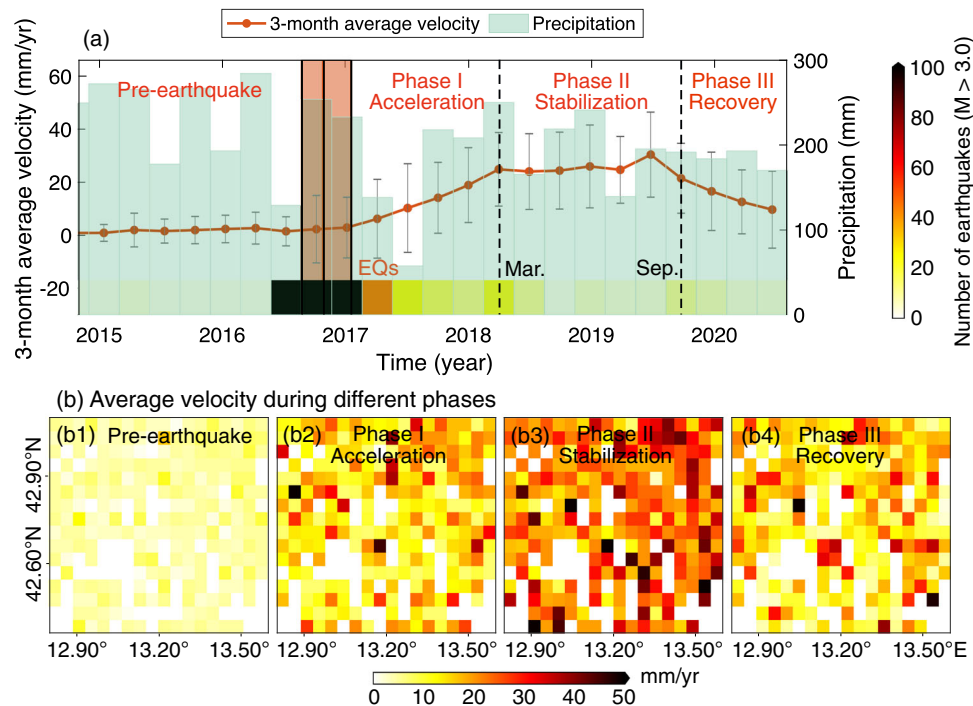 3-month average velocity Precipitation
(a)
3-month average velocity (mm/yr)
60
40
20
0
-20
Pre-earthquake
Phase I
Acceleration
Phase II
Stabilization
Phase III
Recovery
EQs
Mar.
Sep.
300
200
100
0
Precipitation (mm)
100
80
60
40
20
0
Number of earthquakes (M > 3.0)
2015 2016 2017 2018 2019 2020
Time (year)
(b) Average velocity during different phases
(b1) Pre-earthquake
(b2) Phase I
Acceleration
(b3) Phase II
Stabilization
(b4) Phase III
Recovery
42.90°N
42.60°N
12.90° 13.20° 13.50° 12.90° 13.20° 13.50° 12.90° 13.20° 13.50° 12.90° 13.20° 13.50°E
0 10 20 30 40 50 mm/yr